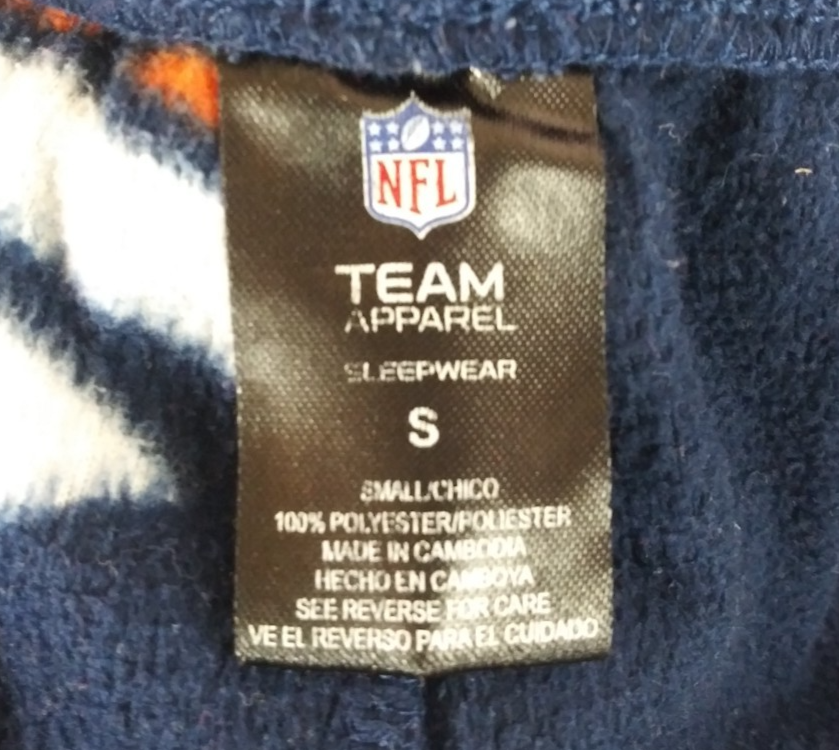 NFL
TEAM
APPAREL
SLEEPWEAR
S
SMALL/CHICO
100% POLYESTER/POLIESTER
MADE IN CAMBODIA
HECHO EN CAMBOYA
SEE REVERSE FOR CARE
VE EL REVERSO PARA EL CUIDADO